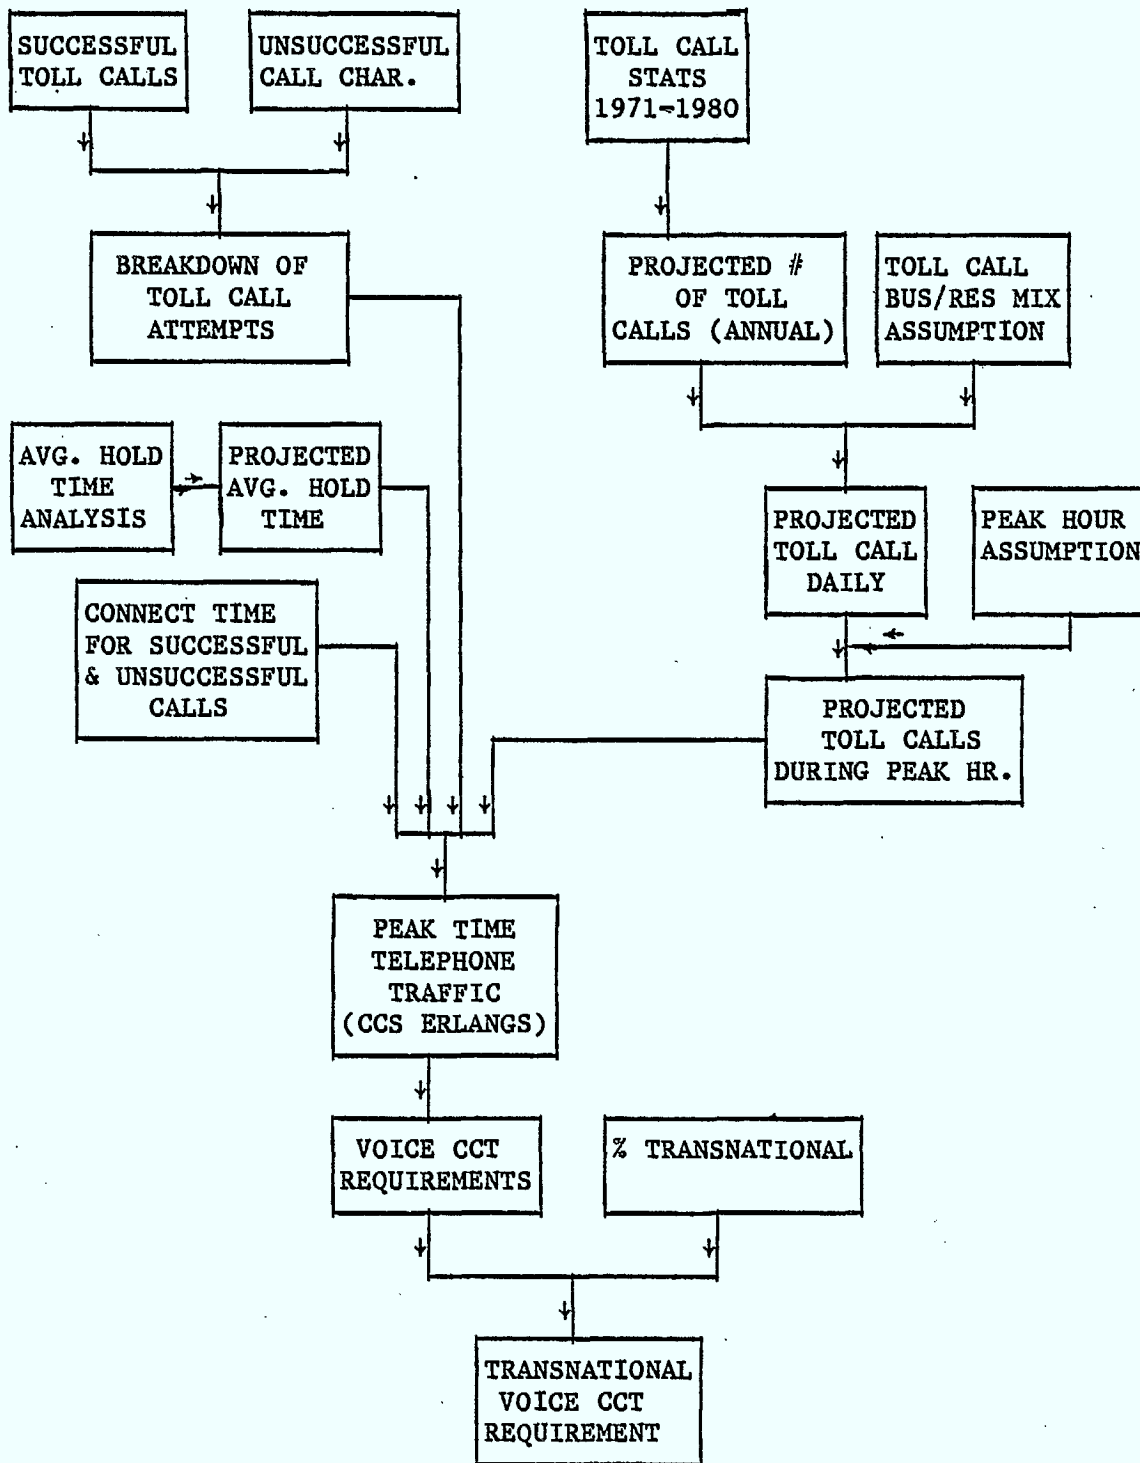 SUCCESSFUL
TOLL CALLS
UNSUCCESSFUL
CALL CHAR.
TOLL CALL
STATS
1971-1980
BREAKDOWN OF
TOLL CALL
ATTEMPTS
PROJECTED #
OF TOLL
CALLS (ANNUAL)
TOLL CALL
BUS/RES MIX
ASSUMPTION
AVG. HOLD
TIME
ANALYSIS
PROJECTED
AVG. HOLD
TIME
PROJECTED
TOLL CALL
DAILY
PEAK HOUR
ASSUMPTION
CONNECT TIME
FOR SUCCESSFUL
& UNSUCCESSFUL
CALLS
PROJECTED
TOLL CALLS
DURING PEAK HR.
PEAK TIME
TELEPHONE
TRAFFIC
(CCS ERLANGS)
VOICE CCT
REQUIREMENTS
% TRANSNATIONAL
TRANSNATIONAL
VOICE CCT
REQUIREMENT